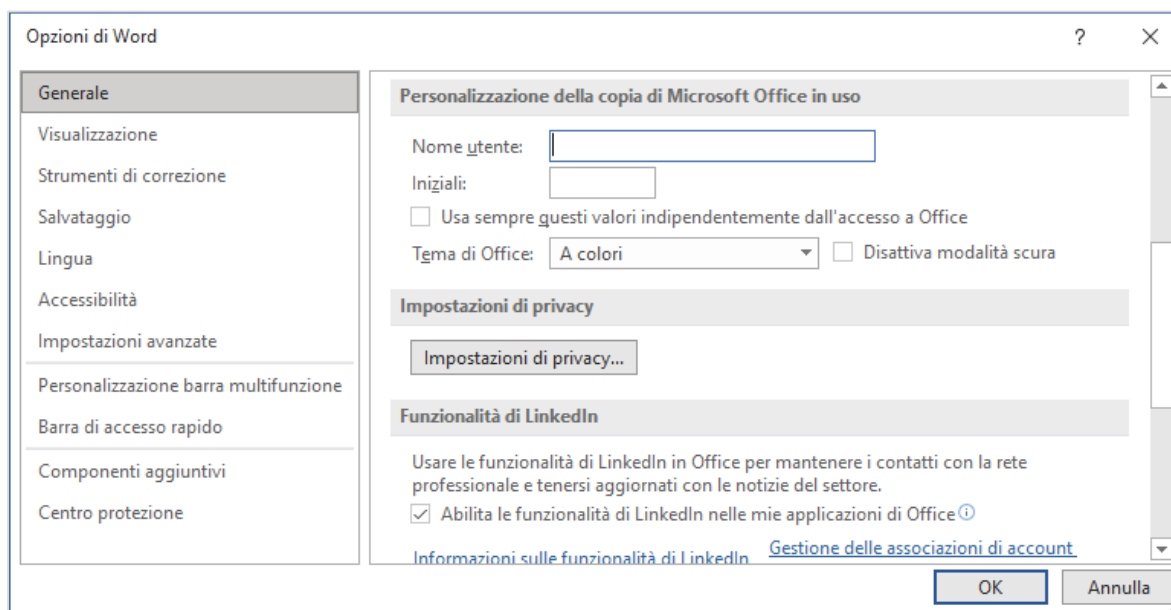 Opzioni di Word
?
Generale
Visualizzazione
Strumenti di correzione
Salvataggio
Lingua
Accessibilità
Impostazioni avanzate
Personalizzazione barra multifunzione
Barra di accesso rapido
Componenti aggiuntivi
Centro protezione
Personalizzazione della copia di Microsoft Office in uso
Nome utente:
Iniziali:
Usa sempre questi valori indipendentemente dall'accesso a Office
Tema di Office: A colori Disattiva modalità scura
Impostazioni di privacy
Impostazioni di privacy...
Funzionalità di LinkedIn
Usare le funzionalità di LinkedIn in Office per mantenere i contatti con la rete
professionale e tenersi aggiornati con le notizie del settore.
Abilita le funzionalità di LinkedIn nelle mie applicazioni di Office
Informazioni sulle funzionalità di LinkedIn Gestione delle associazioni di account
OK Annulla